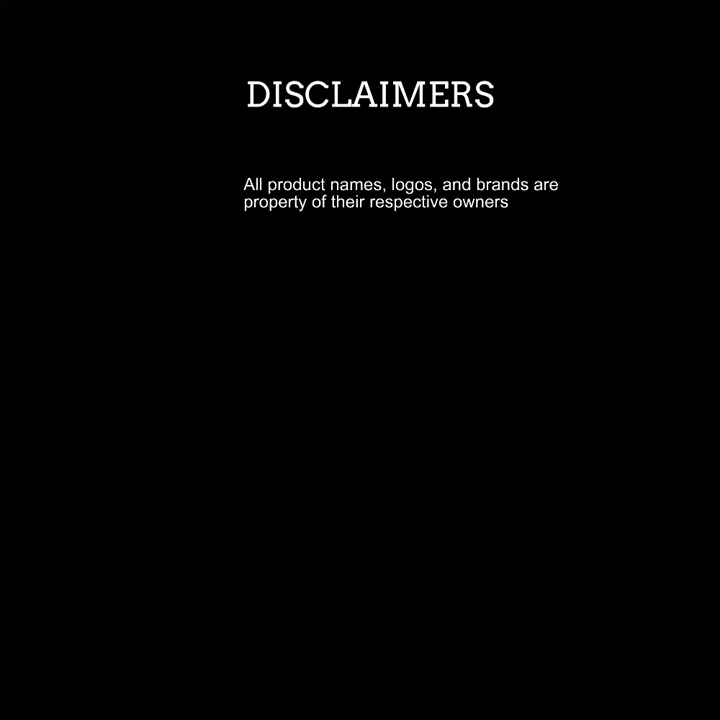 DISCLAIMERS
All product names, logos, and brands are
property of their respective owners